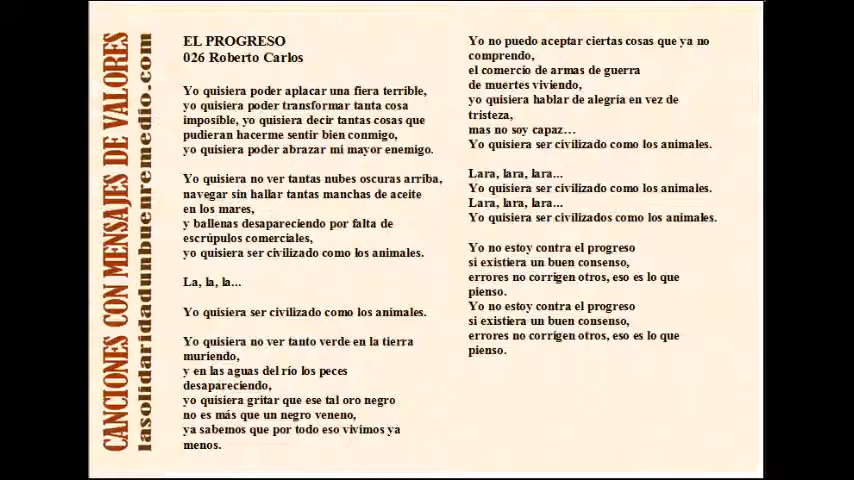 CANCIONES CON MENSAJES DE VALORES
lasolidaridadunbuenremedio.com
EL PROGRESO
026 Roberto Carlos
Yo quisiera poder aplacar una fiera terrible,
yo quisiera poder transformar tanta cosa
imposible, yo quisiera decir tantas cosas que
pudieran hacerme sentir bien conmigo,
yo quisiera poder abrazar mi mayor enemigo.
Yo quisiera no ver tantas nubes oscuras arriba,
navegar sin hallar tantas manchas de aceite
en los mares,
y ballenas desapareciendo por falta de
escrúpulos comerciales,
yo quisiera ser civilizado como los animales.
La, la, la...
Yo quisiera ser civilizado como los animales.
Yo quisiera no ver tanto verde en la tierra
muriendo,
y en las aguas del río los peces
desapareciendo,
yo quisiera gritar que ese tal oro negro
no es más que un negro veneno,
ya sabemos que por todo eso vivimos ya
menos.
Yo no puedo aceptar ciertas cosas que ya no
comprendo,
el comercio de armas de guerra
de muertes viviendo,
yo quisiera hablar de alegría en vez de
tristeza,
mas no soy capaz…
Yo quisiera ser civilizado como los animales.
Lara, lara, lara...
Yo quisiera ser civilizado como los animales.
Lara, lara, lara...
Yo quisiera ser civilizados como los animales.
Yo no estoy contra el progreso
si existiera un buen consenso,
errores no corrigen otros, eso es lo que
pienso.
Yo no estoy contra el progreso
si existiera un buen consenso,
errores no corrigen otros, eso es lo que
pienso.